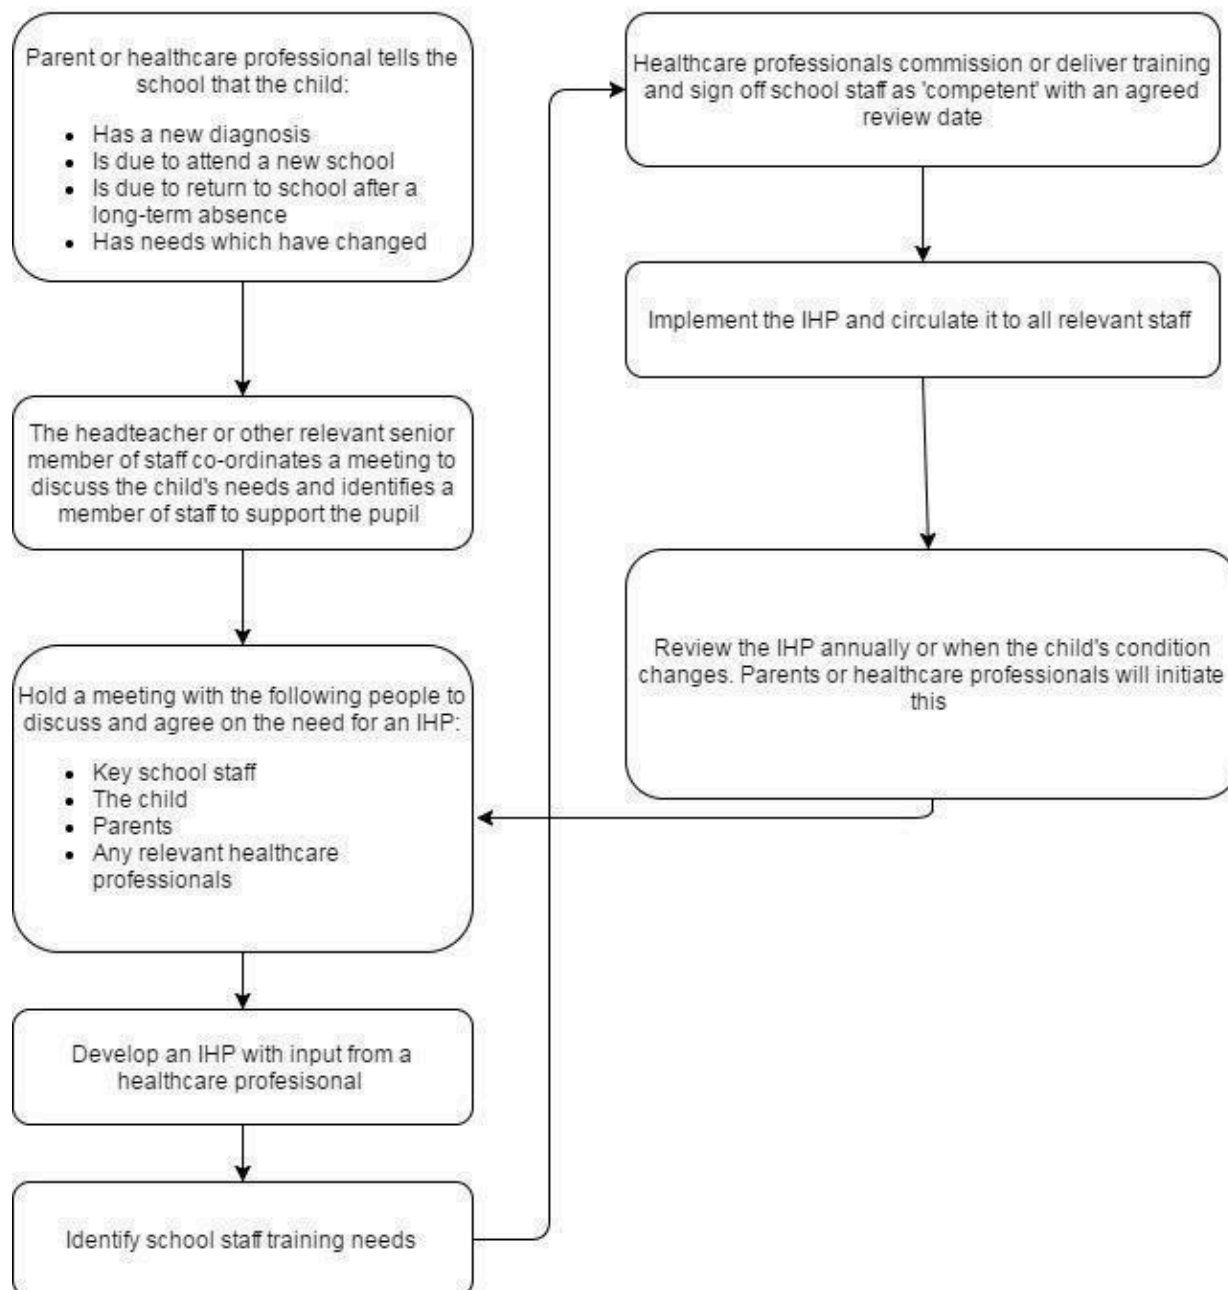 Parent or healthcare professional tells the
school that the child:
• Has a new diagnosis
• Is due to attend a new school
• Is due to return to school after a
long-term absence
• Has needs which have changed
The headteacher or other relevant senior
member of staff co-ordinates a meeting to
discuss the child's needs and identifies a
member of staff to support the pupil
Hold a meeting with the following people to
discuss and agree on the need for an IHP:
• Key school staff
• The child
• Parents
• Any relevant healthcare
professionals
Develop an IHP with input from a
healthcare profesisonal
Identify school staff training needs
Healthcare professionals commission or deliver training
and sign off school staff as 'competent' with an agreed
review date
Implement the IHP and circulate it to all relevant staff
Review the IHP annually or when the child's condition
changes. Parents or healthcare professionals will initiate
this